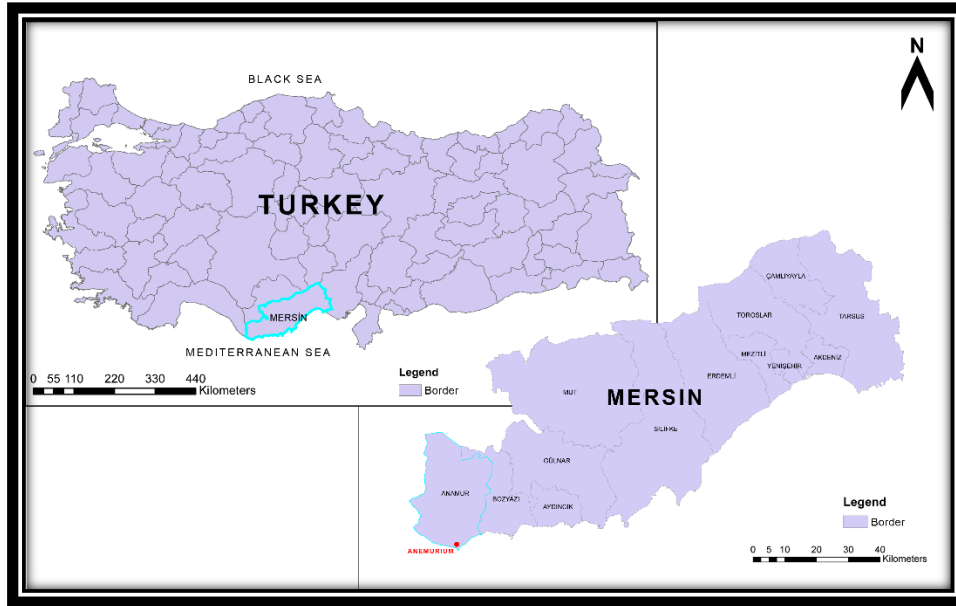 N
BLACK SEA
TURKEY
MERSİN
MEDITERRANEAN SEA
0 55 110 220 330 440
Kilometers
Legend
Border
ÇAMLIYAYLA
TOROSLAR
TARSUS
MEZİTLİ
YENİŞEHİR
AKDENİZ
ERDEMLİ
MUT
MERSIN
SİLİFKE
GÜLNAR
ANAMUR
BOZYAZI
AYDINCIK
ANEMURIUM
Legend
Border
0 5 10 20 30 40
Kilometers